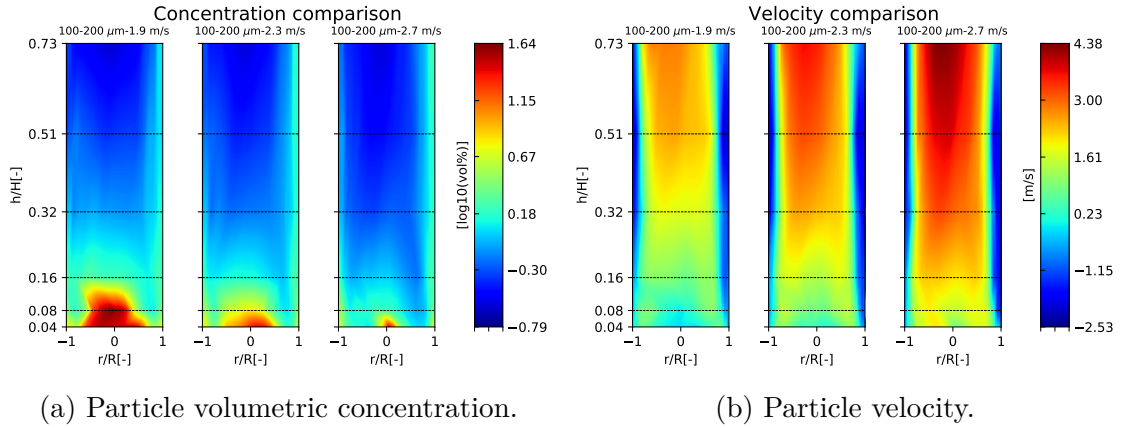 Concentration comparison
100-200 μm-1.9 m/s 100-200 μm-2.3 m/s 100-200 μm-2.7 m/s
0.73
0.51
0.32
0.16
0.08
0.04
h/H[-]
−1 0 1 −1 0 1 −1 0 1
r/R[-] r/R[-] r/R[-]
[log10(vol%)]
1.64
1.15
0.67
0.18
−0.30
−0.79
Velocity comparison
100-200 μm-1.9 m/s 100-200 μm-2.3 m/s 100-200 μm-2.7 m/s
0.73
0.51
0.32
0.16
0.08
0.04
h/H[-]
−1 0 1 −1 0 1 −1 0 1
r/R[-] r/R[-] r/R[-]
[m/s]
4.38
3.00
1.61
0.23
−1.15
−2.53
(a) Particle volumetric concentration.
(b) Particle velocity.